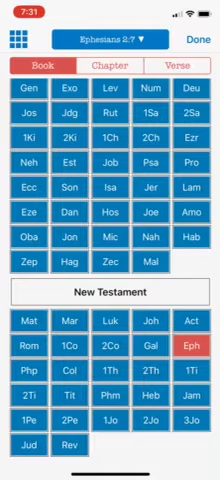 7:31
Ephesians 2:7 ▼
Done
Book Chapter Verse
Gen Exo Lev Num Deu
Jos Jdg Rut 1Sa 2Sa
1Ki 2Ki 1Ch 2Ch Ezr
Neh Est Job Psa Pro
Ecc Son Isa Jer Lam
Eze Dan Hos Joe Amo
Oba Jon Mic Nah Hab
Zep Hag Zec Mal
New Testament
Mat Mar Luk Joh Act
Rom 1Co 2Co Gal Eph
Php Col 1Th 2Th 1Ti
2Ti Tit Phm Heb Jam
1Pe 2Pe 1Jo 2Jo 3Jo
Jud Rev